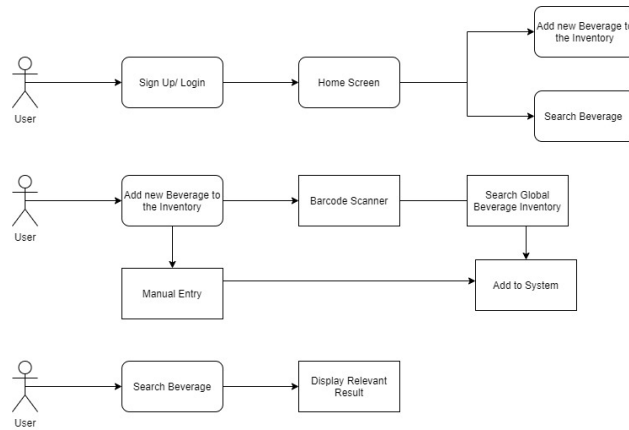 Add new Beverage to
the Inventory
Sign Up/ Login
Home Screen
User
Search Beverage
Add new Beverage to
the Inventory
Barcode Scanner
Search Global
Beverage Inventory
User
Manual Entry
Add to System
Search Beverage
Display Relevant
Result
User